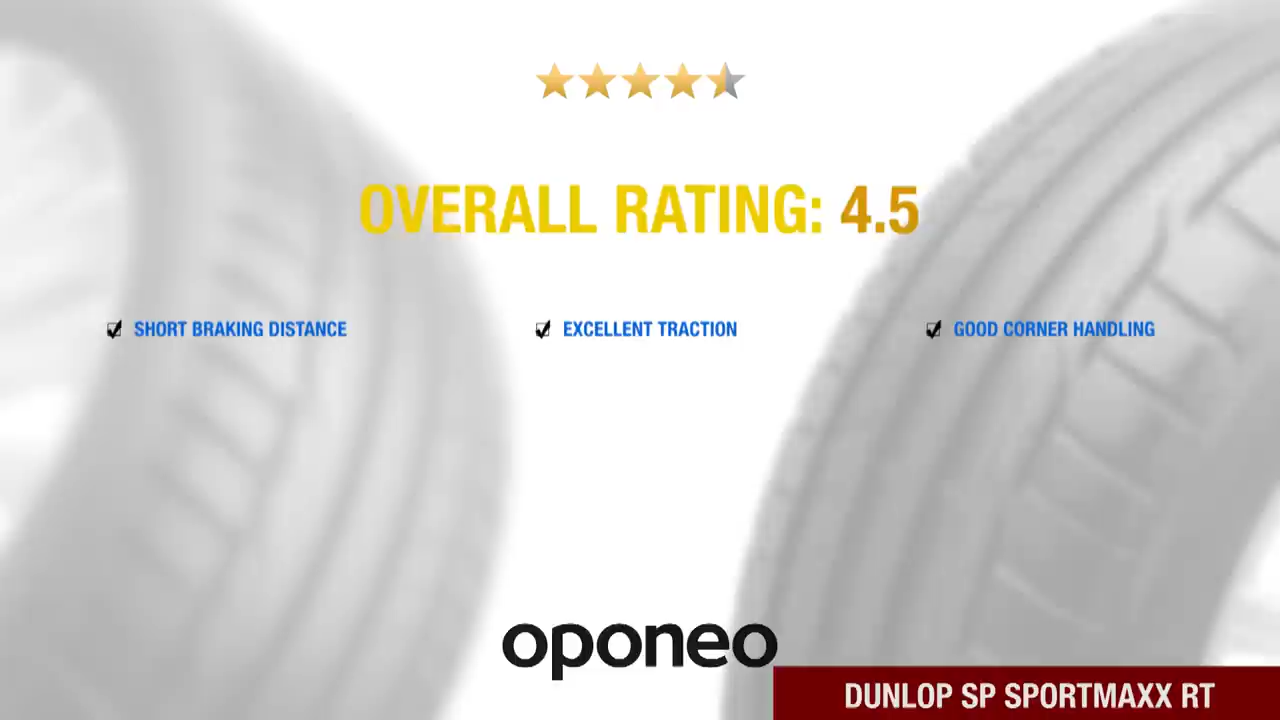 OVERALL RATING: 4.5
SHORT BRAKING DISTANCE
EXCELLENT TRACTION
GOOD CORNER HANDLING
oponeo
DUNLOP SP SPORTMAXX RT